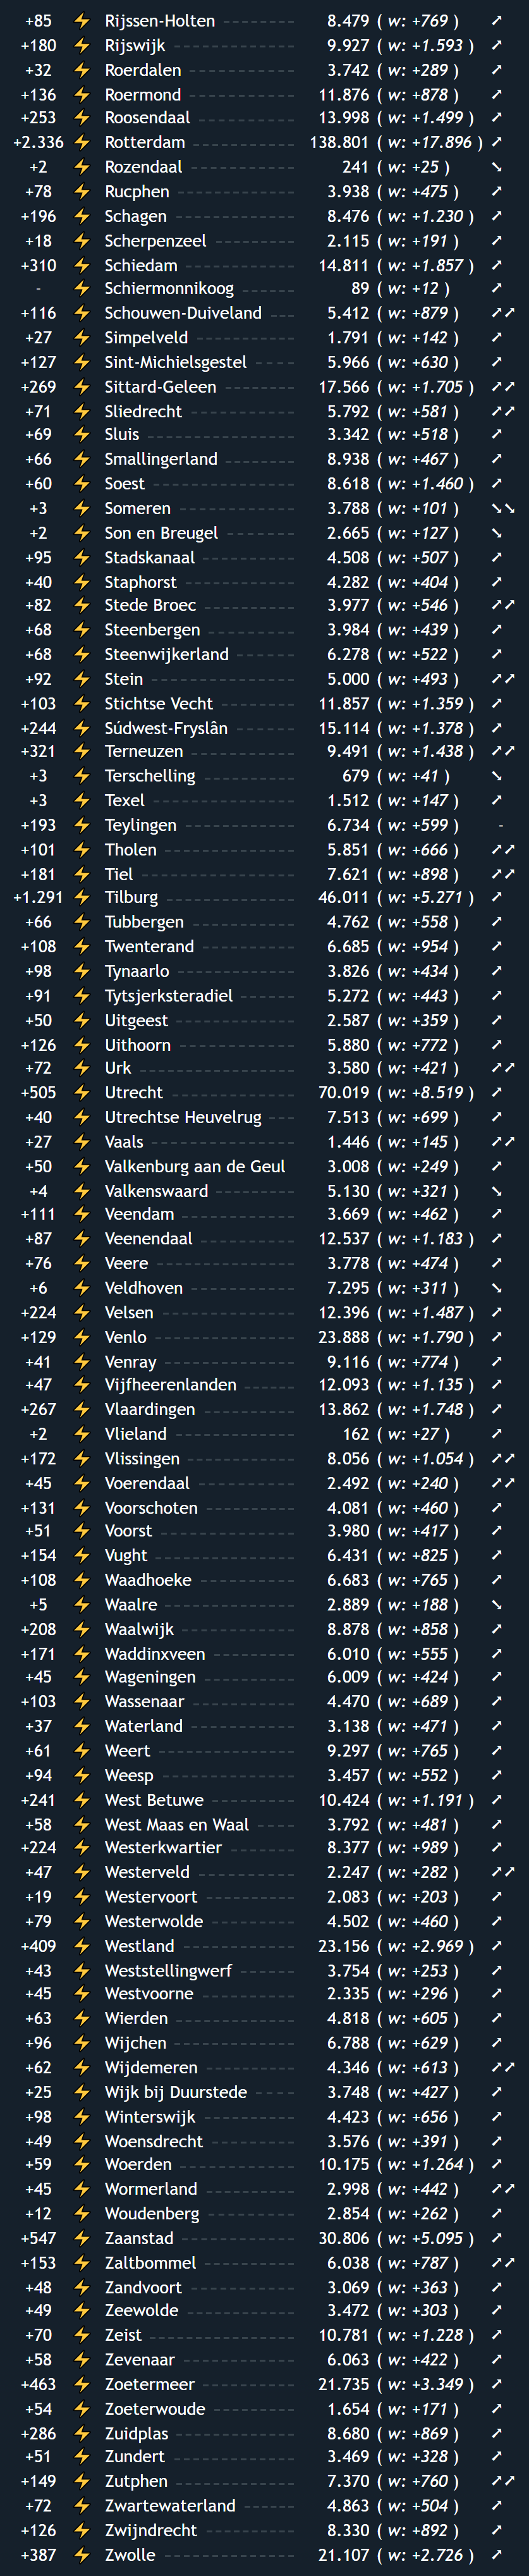 +85 ⚡ Rijssen-Holten ---------- 8.479 ( w: +769 ) ➚
+180 ⚡ Rijswijk ---------- 9.927 ( w: +1.593 ) ➚
+32 ⚡ Roerdalen ---------- 3.742 ( w: +289 ) ➚
+136 ⚡ Roermond ---------- 11.876 ( w: +878 ) ➚
+253 ⚡ Roosendaal ---------- 13.998 ( w: +1.499 ) ➚
+2.336 ⚡ Rotterdam ---------- 138.801 ( w: +17.896 ) ➚
+2 ⚡ Rozendaal ---------- 241 ( w: +25 ) ➘
+78 ⚡ Rucphen ---------- 3.938 ( w: +475 ) ➚
+196 ⚡ Schagen ---------- 8.476 ( w: +1.230 ) ➚
+18 ⚡ Scherpenzeel ---------- 2.115 ( w: +191 ) ➚
+310 ⚡ Schiedam ---------- 14.811 ( w: +1.857 ) ➚
- ⚡ Schiermonnikoog ------- 89 ( w: +12 ) ➚
+116 ⚡ Schouwen-Duiveland ---- 5.412 ( w: +879 ) ➚➚
+27 ⚡ Simpelveld ---------- 1.791 ( w: +142 ) ➚
+127 ⚡ Sint-Michielsgestel ----- 5.966 ( w: +630 ) ➚
+269 ⚡ Sittard-Geleen ---------- 17.566 ( w: +1.705 ) ➚➚
+71 ⚡ Sliedrecht ---------- 5.792 ( w: +581 ) ➚➚
+69 ⚡ Sluis ---------- 3.342 ( w: +518 ) ➚
+66 ⚡ Smallingerland ---------- 8.938 ( w: +467 ) ➚
+60 ⚡ Soest ---------- 8.618 ( w: +1.460 ) ➚
+3 ⚡ Someren ---------- 3.788 ( w: +101 ) ➘➘
+2 ⚡ Son en Breugel --------- 2.665 ( w: +127 ) ➘
+95 ⚡ Stadskanaal ---------- 4.508 ( w: +507 ) ➚
+40 ⚡ Staphorst ---------- 4.282 ( w: +404 ) ➚
+82 ⚡ Stede Broec ---------- 3.977 ( w: +546 ) ➚➚
+68 ⚡ Steenbergen ---------- 3.984 ( w: +439 ) ➚
+68 ⚡ Steenwijkerland -------- 6.278 ( w: +522 ) ➚
+92 ⚡ Stein ---------- 5.000 ( w: +493 ) ➚➚
+103 ⚡ Stichtse Vecht ---------- 11.857 ( w: +1.359 ) ➚
+244 ⚡ Súdwest-Fryslân -------- 15.114 ( w: +1.378 ) ➚
+321 ⚡ Terneuzen ---------- 9.491 ( w: +1.438 ) ➚➚
+3 ⚡ Terschelling ---------- 679 ( w: +41 ) ➘
+3 ⚡ Texel ---------- 1.512 ( w: +147 ) ➚
+193 ⚡ Teylingen ---------- 6.734 ( w: +599 ) -
+101 ⚡ Tholen ---------- 5.851 ( w: +666 ) ➚➚
+181 ⚡ Tiel ---------- 7.621 ( w: +898 ) ➚➚
+1.291 ⚡ Tilburg ---------- 46.011 ( w: +5.271 ) ➚
+66 ⚡ Tubbergen ---------- 4.762 ( w: +558 ) ➚
+108 ⚡ Twenterand ---------- 6.685 ( w: +954 ) ➚
+98 ⚡ Tynaarlo ---------- 3.826 ( w: +434 ) ➚
+91 ⚡ Tytsjerksteradiel ------- 5.272 ( w: +443 ) ➚
+50 ⚡ Uitgeest ---------- 2.587 ( w: +359 ) ➚
+126 ⚡ Uithoorn ---------- 5.880 ( w: +772 ) ➚
+72 ⚡ Urk ---------- 3.580 ( w: +421 ) ➚➚
+505 ⚡ Utrecht ---------- 70.019 ( w: +8.519 ) ➚
+40 ⚡ Utrechtse Heuvelrug ---- 7.513 ( w: +699 ) ➚
+27 ⚡ Vaals ---------- 1.446 ( w: +145 ) ➚➚
+50 ⚡ Valkenburg aan de Geul 3.008 ( w: +249 ) ➚
+4 ⚡ Valkenswaard ---------- 5.130 ( w: +321 ) ➘
+111 ⚡ Veendam ---------- 3.669 ( w: +462 ) ➚
+87 ⚡ Veenendaal ---------- 12.537 ( w: +1.183 ) ➚
+76 ⚡ Veere ---------- 3.778 ( w: +474 ) ➚
+6 ⚡ Veldhoven ---------- 7.295 ( w: +311 ) ➘
+224 ⚡ Velsen ---------- 12.396 ( w: +1.487 ) ➚
+129 ⚡ Venlo ---------- 23.888 ( w: +1.790 ) ➚
+41 ⚡ Venray ---------- 9.116 ( w: +774 ) ➚
+47 ⚡ Vijfheerenlanden ------- 12.093 ( w: +1.135 ) ➚
+267 ⚡ Vlaardingen ---------- 13.862 ( w: +1.748 ) ➚
+2 ⚡ Vlieland ---------- 162 ( w: +27 ) ➚
+172 ⚡ Vlissingen ---------- 8.056 ( w: +1.054 ) ➚➚
+45 ⚡ Voerendaal ---------- 2.492 ( w: +240 ) ➚➚
+131 ⚡ Voorschoten ---------- 4.081 ( w: +460 ) ➚
+51 ⚡ Voorst ---------- 3.980 ( w: +417 ) ➚
+154 ⚡ Vught ---------- 6.431 ( w: +825 ) ➚
+108 ⚡ Waadhoeke ---------- 6.683 ( w: +765 ) ➚
+5 ⚡ Waalre ---------- 2.889 ( w: +188 ) ➘
+208 ⚡ Waalwijk ---------- 8.878 ( w: +858 ) ➚
+171 ⚡ Waddinxveen ---------- 6.010 ( w: +555 ) ➚
+45 ⚡ Wageningen ---------- 6.009 ( w: +424 ) ➚
+103 ⚡ Wassenaar ---------- 4.470 ( w: +689 ) ➚
+37 ⚡ Waterland ---------- 3.138 ( w: +471 ) ➚
+61 ⚡ Weert ---------- 9.297 ( w: +765 ) ➚
+94 ⚡ Weesp ---------- 3.457 ( w: +552 ) ➚
+241 ⚡ West Betuwe ---------- 10.424 ( w: +1.191 ) ➚
+58 ⚡ West Maas en Waal ----- 3.792 ( w: +481 ) ➚
+224 ⚡ Westerkwartier --------- 8.377 ( w: +989 ) ➚
+47 ⚡ Westerveld ---------- 2.247 ( w: +282 ) ➚➚
+19 ⚡ Westervoort ---------- 2.083 ( w: +203 ) ➚
+79 ⚡ Westerwolde ---------- 4.502 ( w: +460 ) ➚
+409 ⚡ Westland ---------- 23.156 ( w: +2.969 ) ➚
+43 ⚡ Weststellingwerf ------- 3.754 ( w: +253 ) ➚
+45 ⚡ Westvoorne ---------- 2.335 ( w: +296 ) ➚
+63 ⚡ Wierden ---------- 4.818 ( w: +605 ) ➚
+96 ⚡ Wijchen ---------- 6.788 ( w: +629 ) ➚
+62 ⚡ Wijdemeren ---------- 4.346 ( w: +613 ) ➚➚
+25 ⚡ Wijk bij Duurstede ----- 3.748 ( w: +427 ) ➚
+98 ⚡ Winterswijk ---------- 4.423 ( w: +656 ) ➚
+49 ⚡ Woensdrecht ---------- 3.576 ( w: +391 ) ➚
+59 ⚡ Woerden ---------- 10.175 ( w: +1.264 ) ➚
+45 ⚡ Wormerland ---------- 2.998 ( w: +442 ) ➚➚
+12 ⚡ Woudenberg ---------- 2.854 ( w: +262 ) ➚
+547 ⚡ Zaanstad ---------- 30.806 ( w: +5.095 ) ➚
+153 ⚡ Zaltbommel ---------- 6.038 ( w: +787 ) ➚➚
+48 ⚡ Zandvoort ---------- 3.069 ( w: +363 ) ➚
+49 ⚡ Zeewolde ---------- 3.472 ( w: +303 ) ➚
+70 ⚡ Zeist ---------- 10.781 ( w: +1.228 ) ➚
+58 ⚡ Zevenaar ---------- 6.063 ( w: +422 ) ➚
+463 ⚡ Zoetermeer ---------- 21.735 ( w: +3.349 ) ➚
+54 ⚡ Zoeterwoude ---------- 1.654 ( w: +171 ) ➚
+286 ⚡ Zuidplas ---------- 8.680 ( w: +869 ) ➚
+51 ⚡ Zundert ---------- 3.469 ( w: +328 ) ➚
+149 ⚡ Zutphen ---------- 7.370 ( w: +760 ) ➚➚
+72 ⚡ Zwartewaterland ------- 4.863 ( w: +504 ) ➚
+126 ⚡ Zwijndrecht ---------- 8.330 ( w: +892 ) ➚
+387 ⚡ Zwolle ---------- 21.107 ( w: +2.726 ) ➚